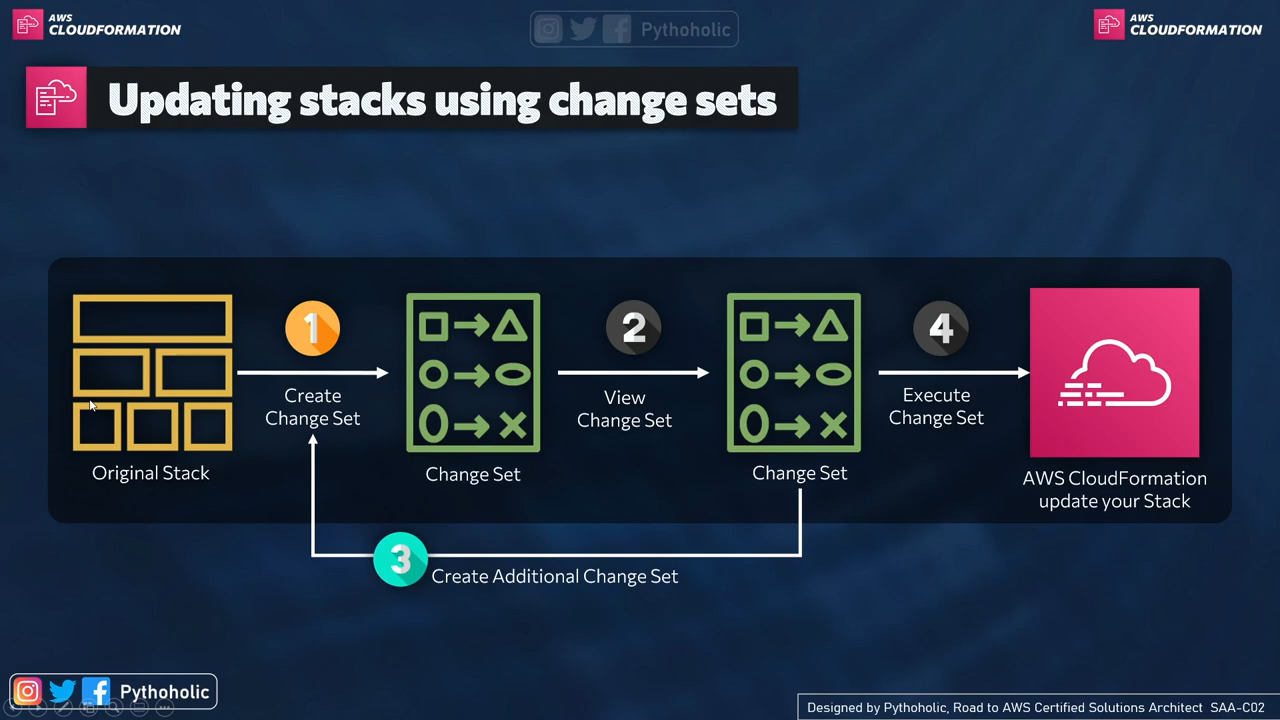 AWS
CLOUDFORMATION
Pythoholic
AWS
CLOUDFORMATION
Updating stacks using change sets
1
2
4
Create
Change Set
View
Change Set
Execute
Change Set
Original Stack
Change Set
Change Set
AWS CloudFormation
update your Stack
3
Create Additional Change Set
Pythoholic
Designed by Pythoholic, Road to AWS Certified Solutions Architect SAA-C02